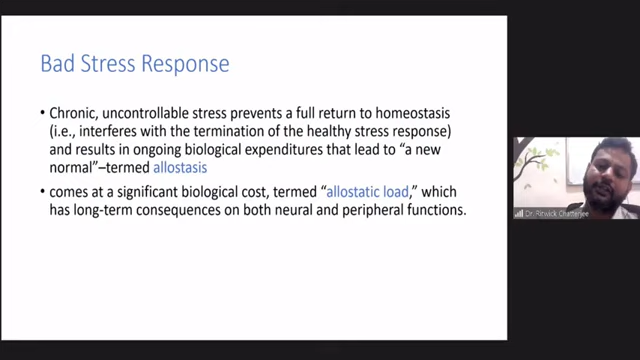 Bad Stress Response
• Chronic, uncontrollable stress prevents a full return to homeostasis
(i.e., interferes with the termination of the healthy stress response)
and results in ongoing biological expenditures that lead to “a new
normal”–termed allostasis
• comes at a significant biological cost, termed “allostatic load,” which
has long-term consequences on both neural and peripheral functions.
Dr. Ritwick Chatterjee